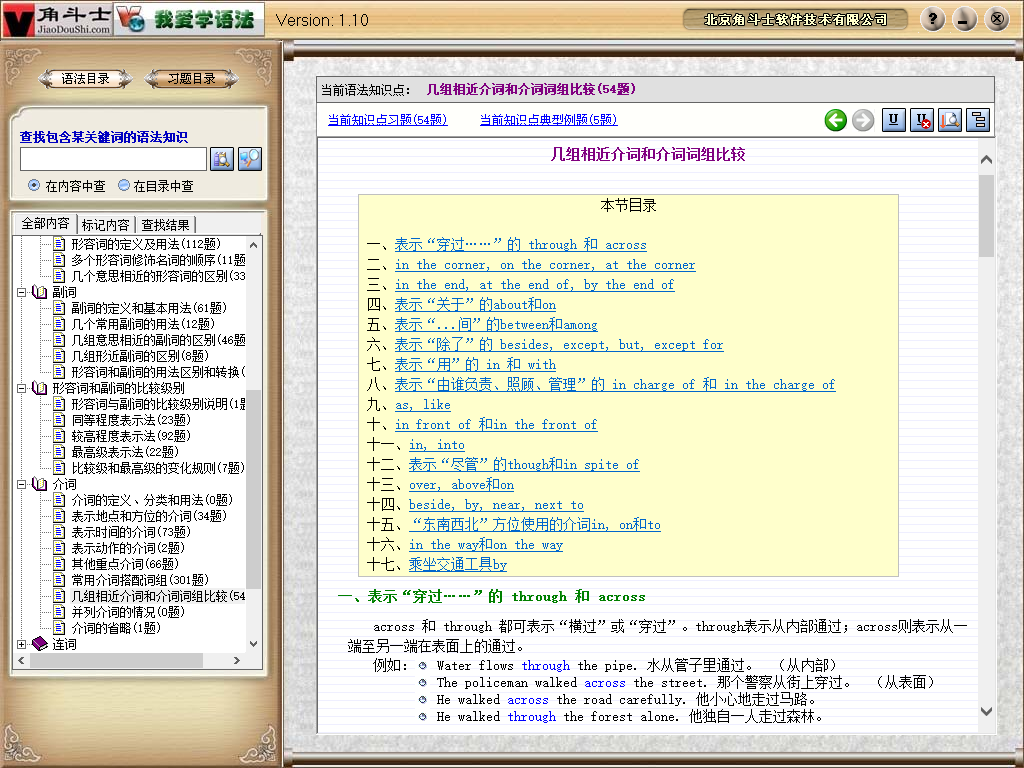 角斗士
JiaoDouShi.com
我爱学语法
Version: 1.10
北京角斗士软件技术有限公司
语法目录
习题目录
查找包含某关键词的语法知识
在内容中查
在目录中查
全部内容
标记内容
查找结果
形容词的定义及用法(112题)
多个形容词修饰名词的顺序(11题
几个意思相近的形容词的区别(33
副词
副词的定义和基本用法(61题)
几个常用副词的用法(12题)
几组意思相近的副词的区别(46题
几组形近副词的区别(8题)
形容词和副词的用法区别和转换(
形容词和副词的比较级别
形容词与副词的比较级别说明(1题
同等程度表示法(23题)
较高程度表示法(92题)
最高级表示法(22题)
比较级和最高级的变化规则(7题)
介词
介词的定义、分类和用法(0题)
表示地点和方位的介词(34题)
表示时间的介词(73题)
表示动作的介词(2题)
其他重点介词(66题)
常用介词搭配词组(301题)
几组相近介词和介词词组比较(54
并列介词的情况(0题)
介词的省略(1题)
连词
当前语法知识点： 几组相近介词和介词词组比较(54题)
当前知识点习题(54题)
当前知识点典型例题(5题)
几组相近介词和介词词组比较
本节目录
一、表示“穿过……”的 through 和 across
二、in the corner, on the corner, at the corner
三、in the end, at the end of, by the end of
四、表示“关于”的about和on
五、表示“...间”的between和among
六、表示“除了”的 besides, except, but, except for
七、表示“用”的 in 和 with
八、表示“由谁负责、照顾、管理”的 in charge of 和 in the charge of
九、as, like
十、in front of 和in the front of
十一、in, into
十二、表示“尽管”的though和in spite of
十三、over, above和on
十四、beside, by, near, next to
十五、“东南西北”方位使用的介词in, on和to
十六、in the way和on the way
十七、乘坐交通工具by
一、表示“穿过……”的 through 和 across
across 和 through 都可表示“横过”或“穿过”。through表示从内部通过；across则表示从一
端至另一端在表面上的通过。
例如： Water flows through the pipe. 水从管子里通过。 （从内部）
The policeman walked across the street. 那个警察从街上穿过。 （从表面）
He walked across the road carefully. 他小心地走过马路。
He walked through the forest alone. 他独自一人走过森林。